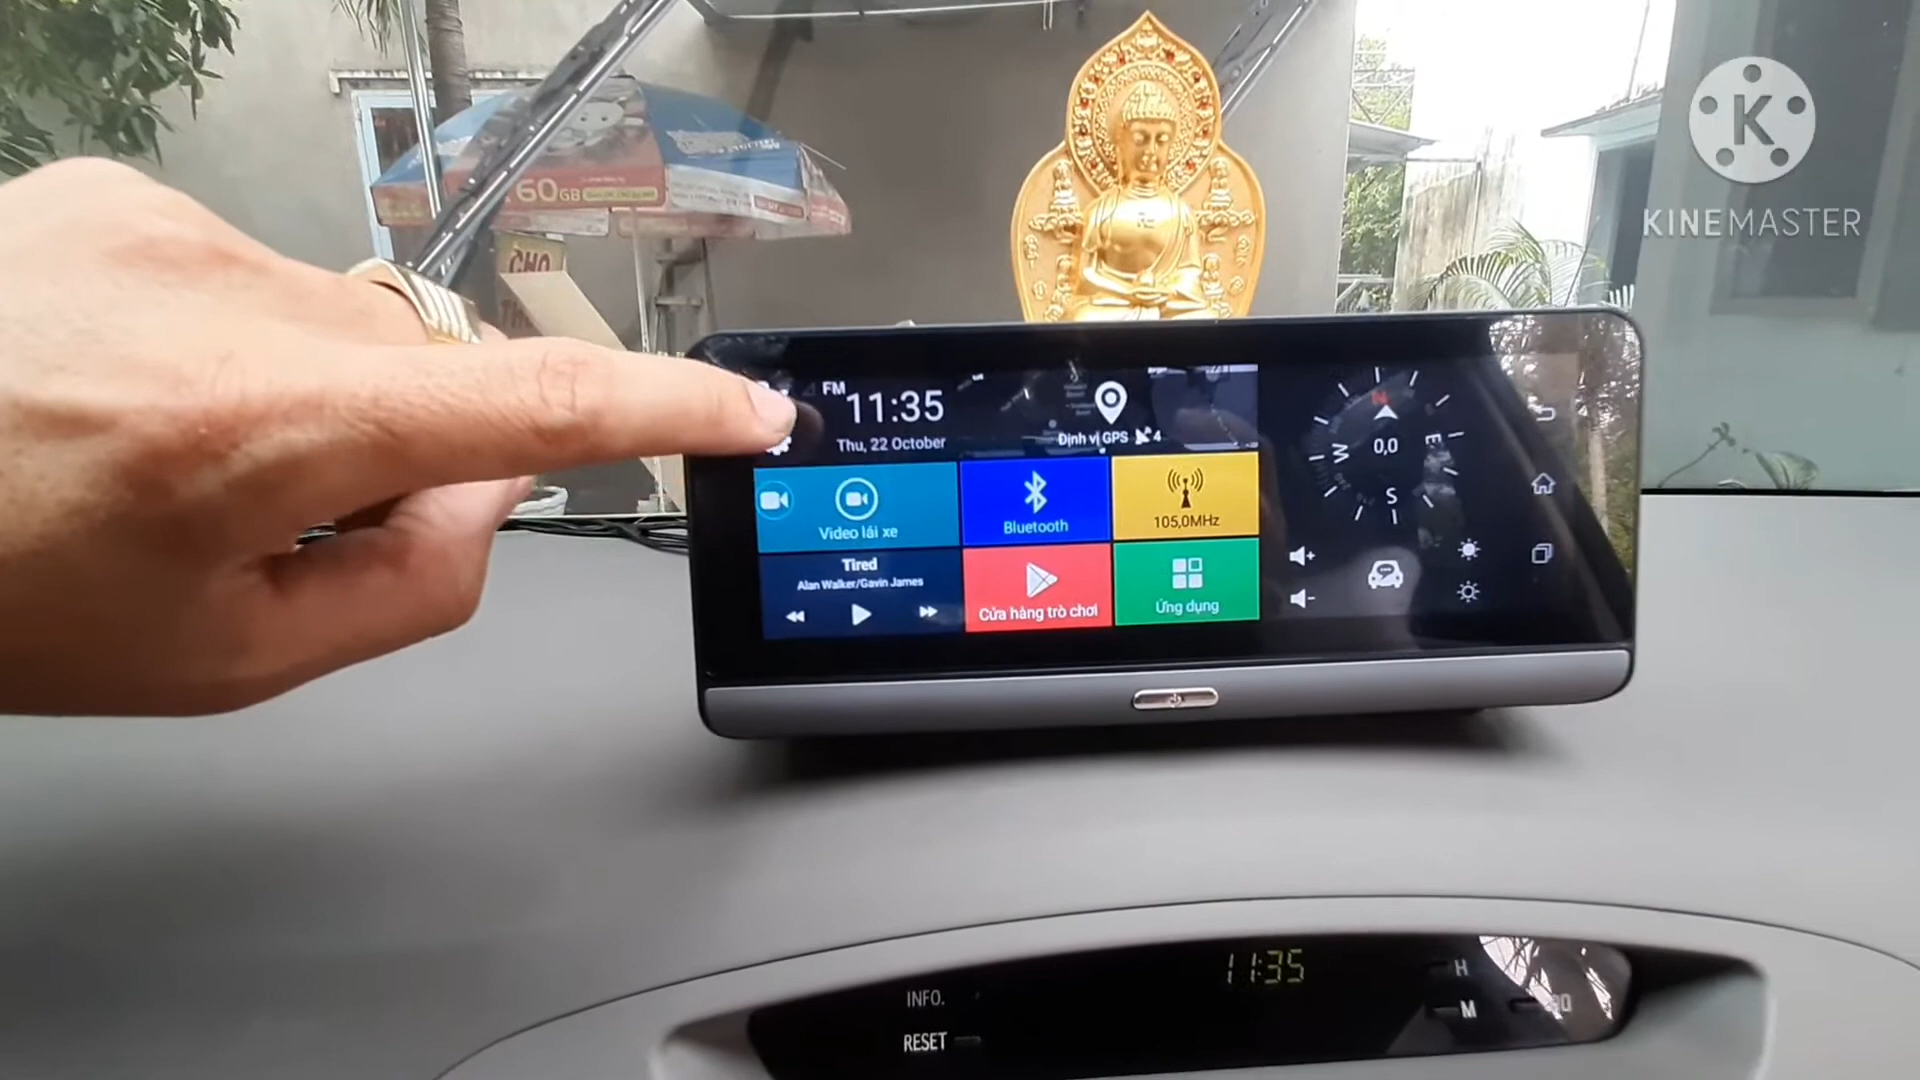 K
KINEMASTER
60GB
CHO
FM
11:35
Thu, 22 October
Định vị GPS 4
N
W
0,0
E
S
Video lái xe
Bluetooth
105,0MHz
Tired
Alan Walker/Gavin James
Cửa hàng trò chơi
Ứng dụng
11:35
INFO.
H
RESET
M